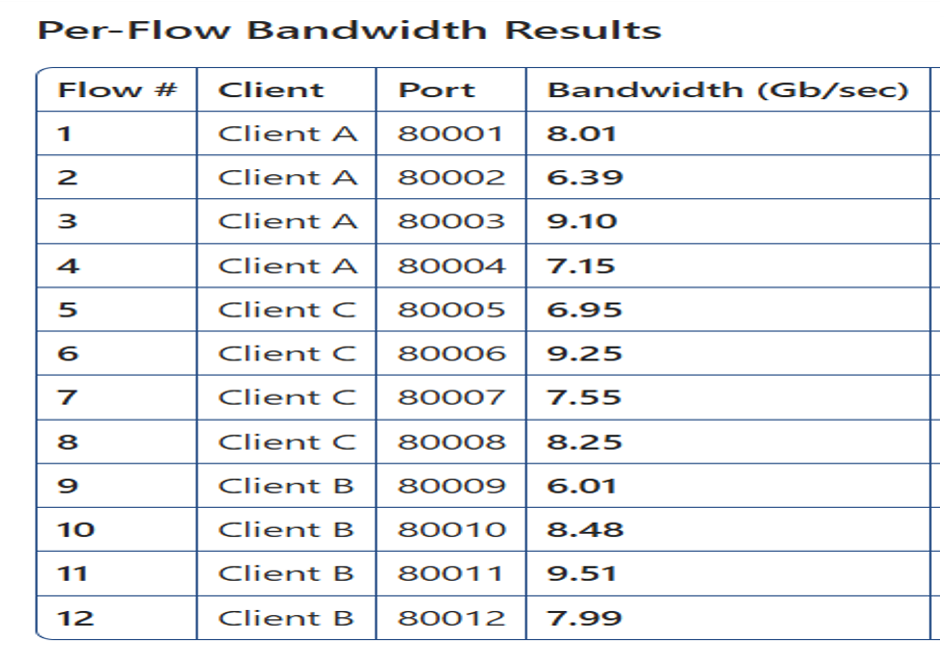 Per-Flow Bandwidth Results
Flow # Client Port Bandwidth (Gb/sec)
1 Client A 80001 8.01
2 Client A 80002 6.39
3 Client A 80003 9.10
4 Client A 80004 7.15
5 Client C 80005 6.95
6 Client C 80006 9.25
7 Client C 80007 7.55
8 Client C 80008 8.25
9 Client B 80009 6.01
10 Client B 80010 8.48
11 Client B 80011 9.51
12 Client B 80012 7.99